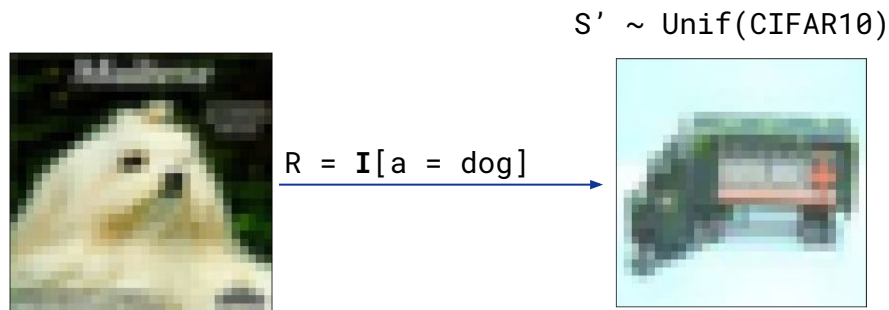 S’ ~ Unif(CIFAR10)
R = I[a = dog]